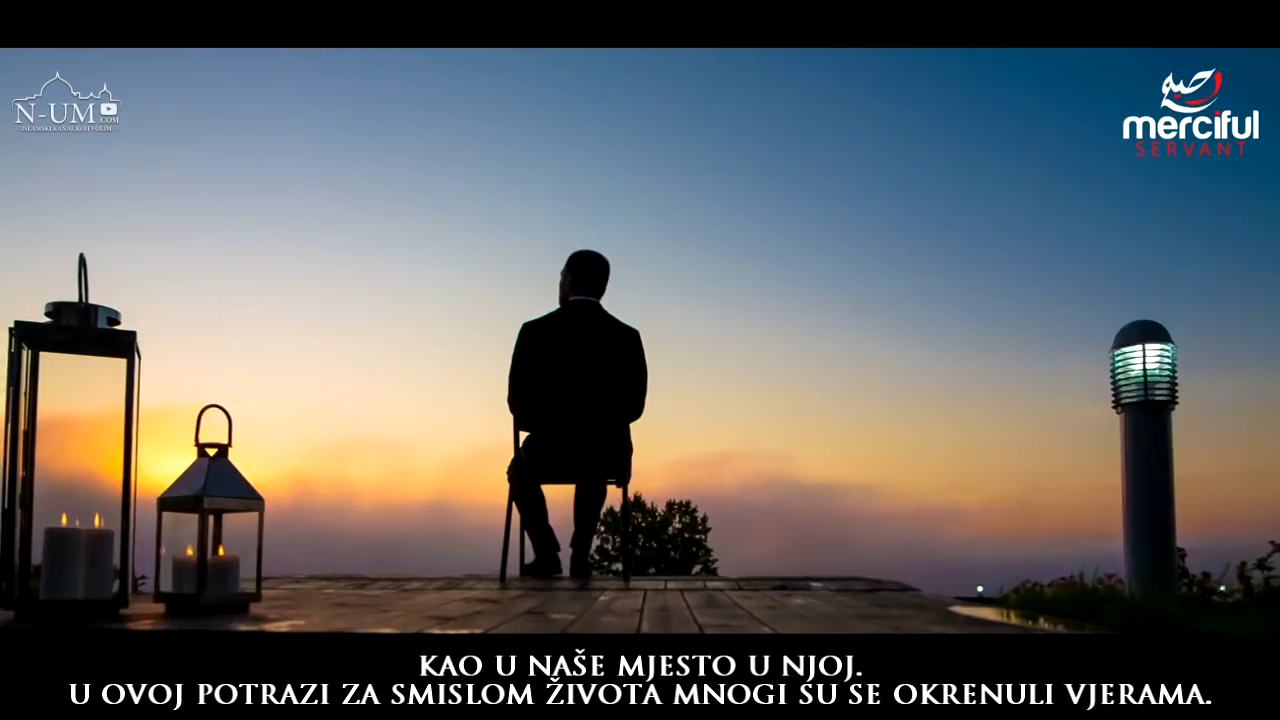 N-UM.COM
ISLAMSKI KANAL KOJI VOLIM
merciful
SERVANT
KAO U NAŠE MJESTO U NJOJ.
U OVOJ POTRAZI ZA SMISLOM ŽIVOTA MNOGI SU SE OKRENULI VJERAMA.